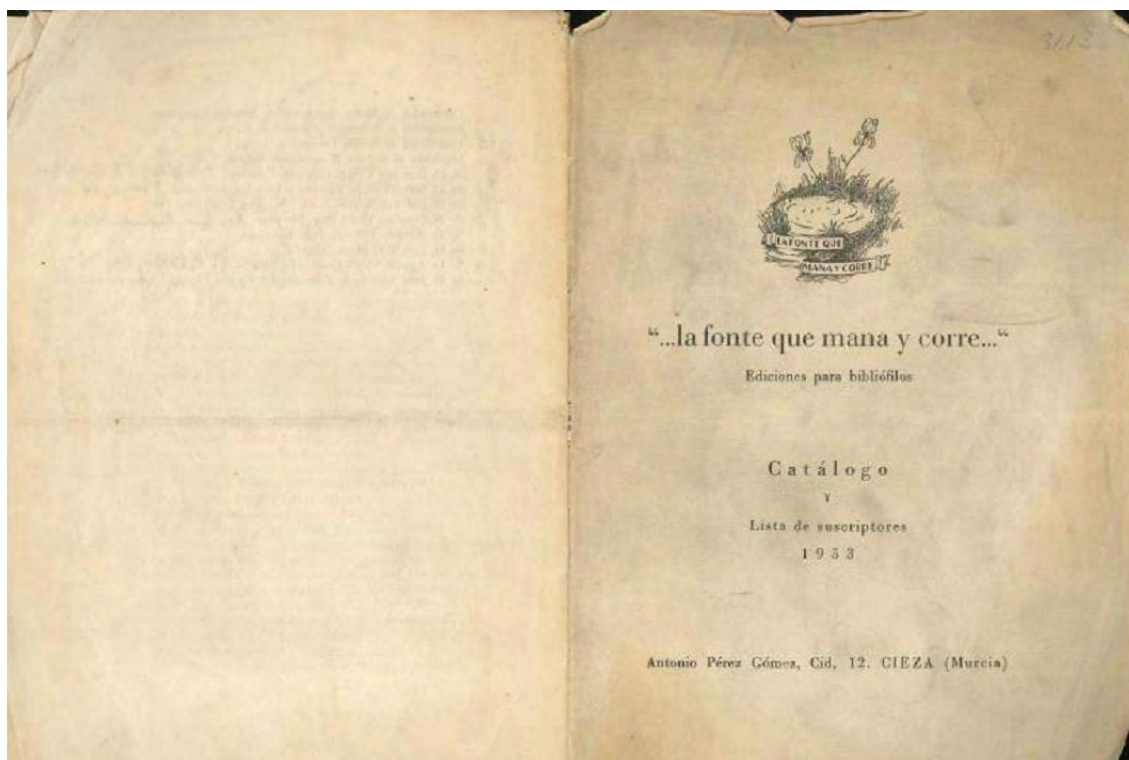 3113
LA FONTE QUE
MANA Y CORRE
“...la fonte que mana y corre...“
Ediciones para bibliófilos
Catálogo
Y
Lista de suscriptores
1953
Antonio Pérez Gómez, Cid, 12. CIEZA (Murcia)